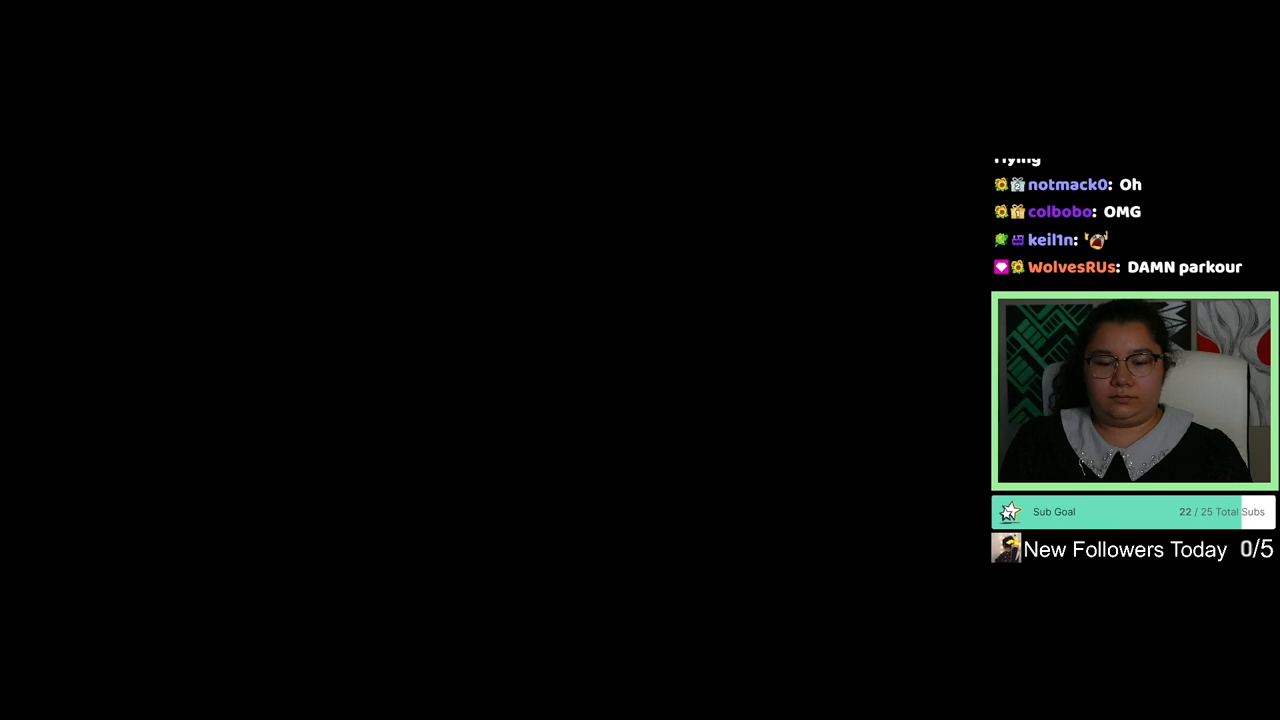 notmack0: Oh
colbobo: OMG
keil1n:
WolvesRUs: DAMN parkour
Sub Goal
22 / 25 Total Subs
New Followers Today 0/5